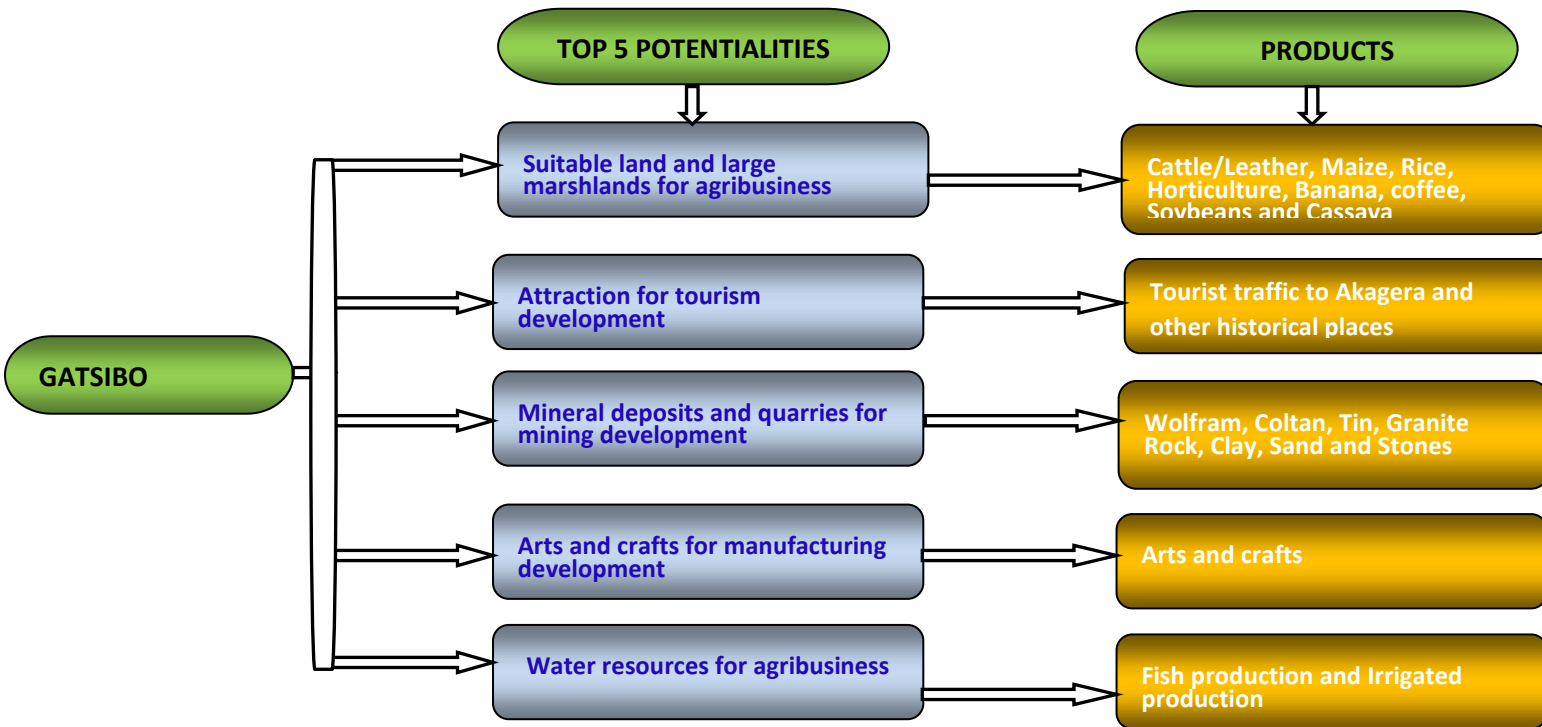 TOP 5 POTENTIALITIES
PRODUCTS
GATSIBO
Suitable land and large
marshlands for agribusiness
Cattle/Leather, Maize, Rice,
Horticulture, Banana, coffee,
Soybeans and Cassava
Attraction for tourism
development
Tourist traffic to Akagera and
other historical places
Mineral deposits and quarries for
mining development
Wolfram, Coltan, Tin, Granite
Rock, Clay, Sand and Stones
Arts and crafts for manufacturing
development
Arts and crafts
Water resources for agribusiness
Fish production and Irrigated
production